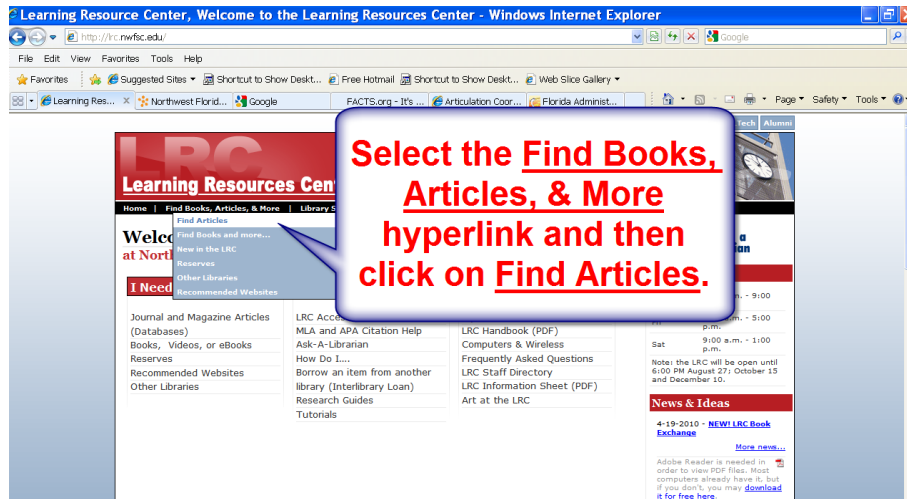 Learning Resource Center, Welcome to the Learning Resources Center - Windows Internet Explorer
http://lrc.nwfsc.edu/
Google
File Edit View Favorites Tools Help
Favorites Suggested Sites Shortcut to Show Deskt... Free Hotmail Shortcut to Show Deskt... Web Slice Gallery
Learning Res... Northwest Florid... Google FACTS.org - It's ... Articulation Coor... Florida Administ... Page Safety Tools
Tech Alumni
LRC
Learning Resources Cen
Home | Find Books, Articles, & More | Library S
Find Articles
Find Books and more...
New in the LRC
Reserves
Other Libraries
Recommended Websites
Select the Find Books,
Articles, & More
hyperlink and then
click on Find Articles.
Welc
at Nort
I Need
Journal and Magazine Articles
(Databases)
Books, Videos, or eBooks
Reserves
Recommended Websites
Other Libraries
LRC Acce
MLA and APA Citation Help
Ask-A-Librarian
How Do I....
Borrow an item from another
library (Interlibrary Loan)
Research Guides
Tutorials
LRC Handbook (PDF)
Computers & Wireless
Frequently Asked Questions
LRC Staff Directory
LRC Information Sheet (PDF)
Art at the LRC
a
ian
.m. - 9:00
.m. - 5:00
p.m.
Sat 9:00 a.m. - 1:00
p.m.
Note: the LRC will be open until
6:00 PM August 27; October 15
and December 10.
News & Ideas
4-19-2010 - NEW! LRC Book
Exchange
More news...
Adobe Reader is needed in
order to view PDF files. Most
computers already have it, but
if you don't, you may download
it for free here.